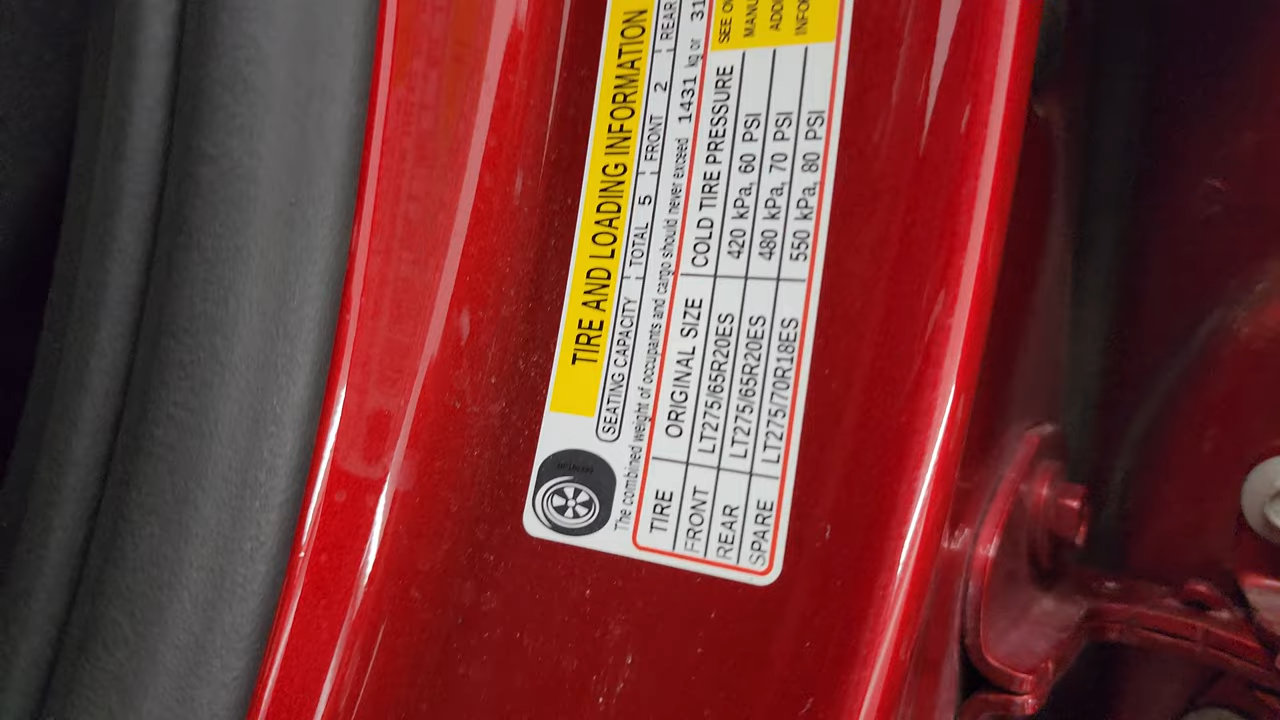 TIRE AND LOADING INFORMATION
SEATING CAPACITY TOTAL 5 FRONT 2 REAR
The combined weight of occupants and cargo should never exceed 1431 kg or 31
TIRE ORIGINAL SIZE COLD TIRE PRESSURE SEE
FRONT LT275/65R20ES 420 kPa, 60 PSI
REAR LT275/65R20ES 480 kPa, 70 PSI
SPARE LT275/70R18ES 550 kPa, 80 PSI